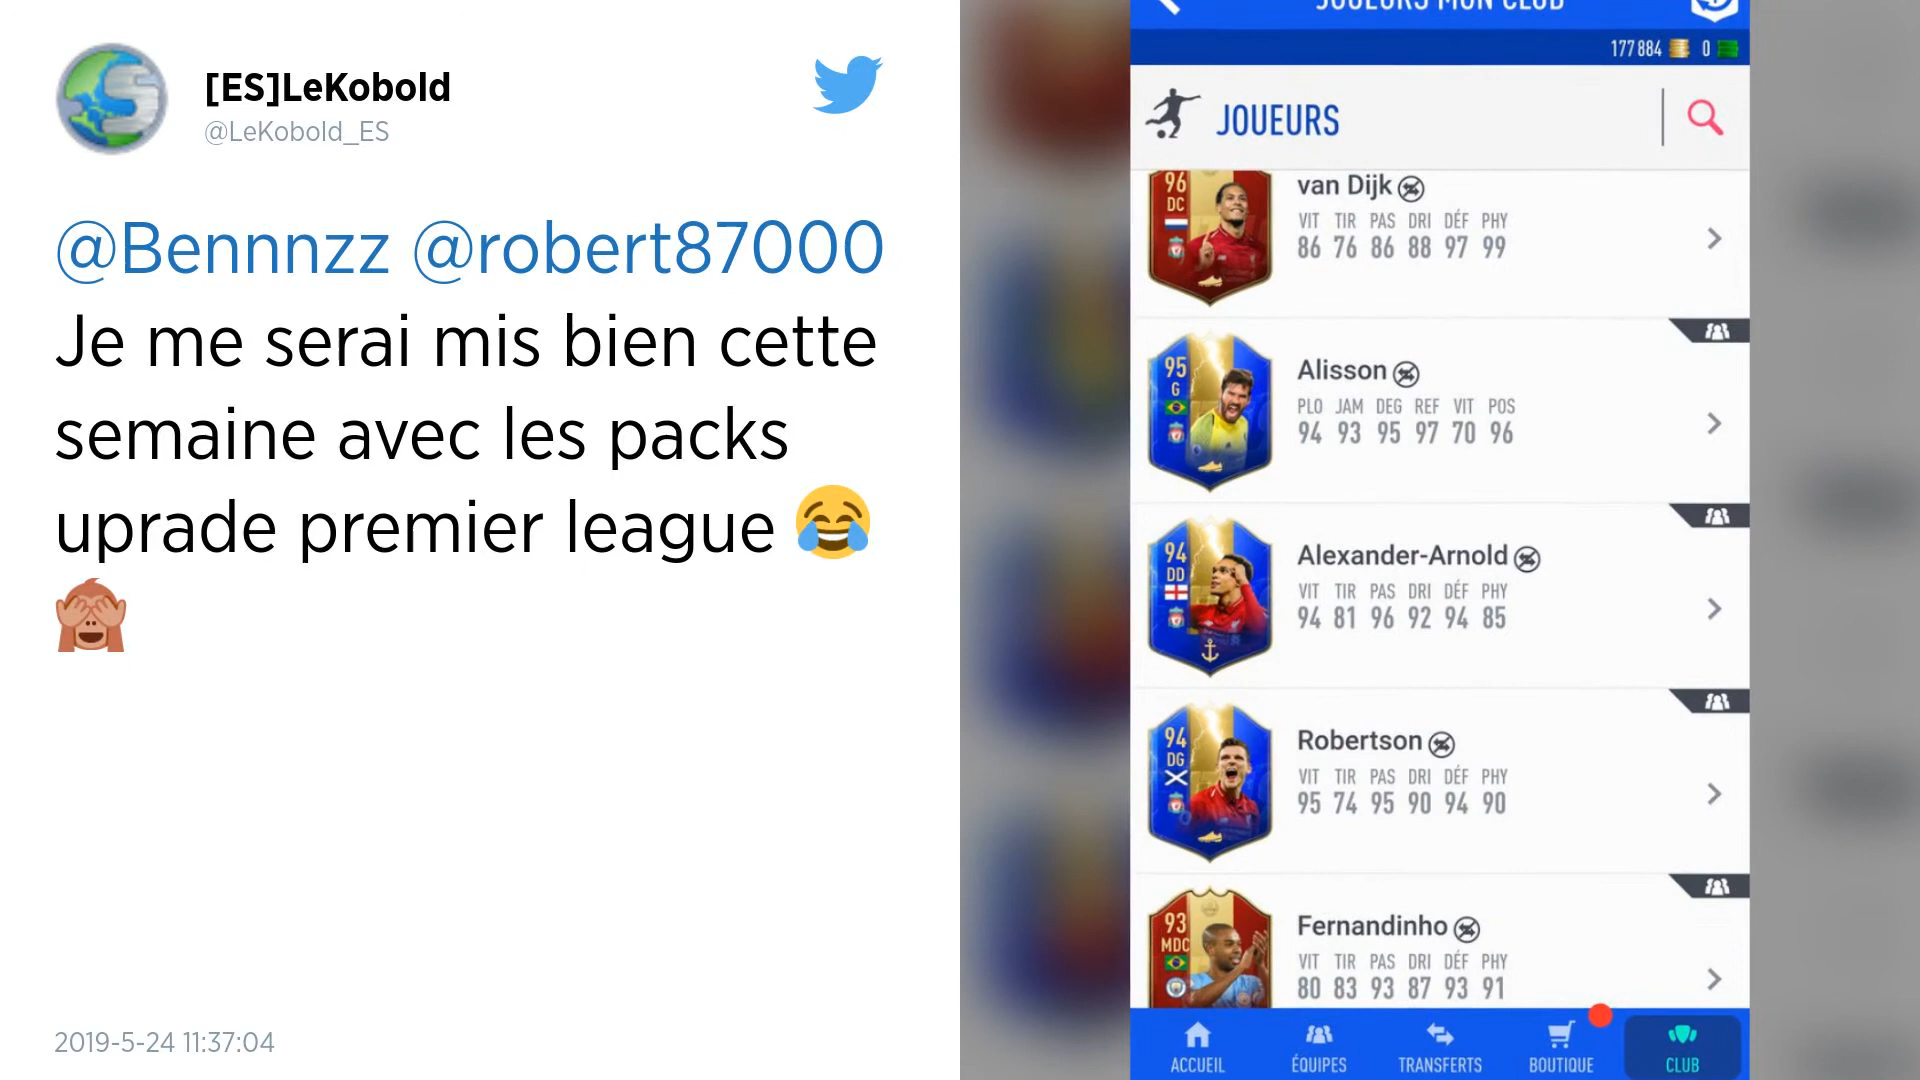 [ES]LeKobold
@LeKobold_ES
@Bennnzz @robert87000
Je me serai mis bien cette
semaine avec les packs
uprade premier league 😂
🙈
2019-5-24 11:37:04
JOUEURS MON CLUB
177 884 0
JOUEURS
96
DC
van Dijk
VIT TIR PAS DRI DÉF PHY
86 76 86 88 97 99
95
G
Alisson
PLO JAM DEG REF VIT POS
94 93 95 97 70 96
94
DD
Alexander-Arnold
VIT TIR PAS DRI DÉF PHY
94 81 96 92 94 85
94
DG
Robertson
VIT TIR PAS DRI DÉF PHY
95 74 95 90 94 90
93
MDC
Fernandinho
VIT TIR PAS DRI DÉF PHY
80 83 93 87 93 91
ACCUEIL ÉQUIPES TRANSFERTS BOUTIQUE CLUB